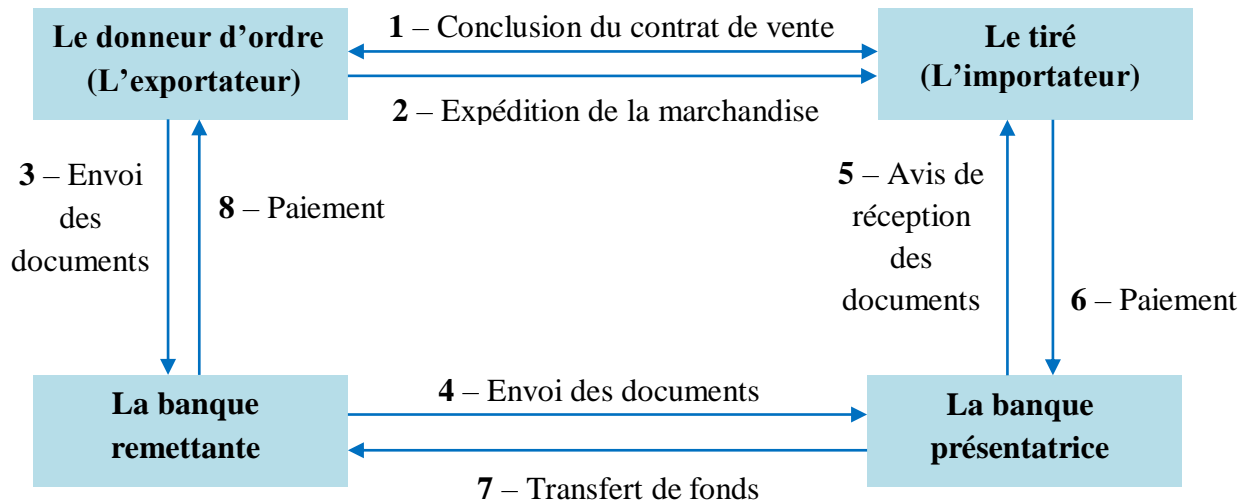 Le donneur d’ordre
(L’exportateur)
1 – Conclusion du contrat de vente
Le tiré
(L’importateur)
2 – Expédition de la marchandise
3 – Envoi
des
documents
8 – Paiement
5 – Avis de
réception
des
documents
6 – Paiement
La banque
remettante
4 – Envoi des documents
La banque
présentatrice
7 – Transfert de fonds